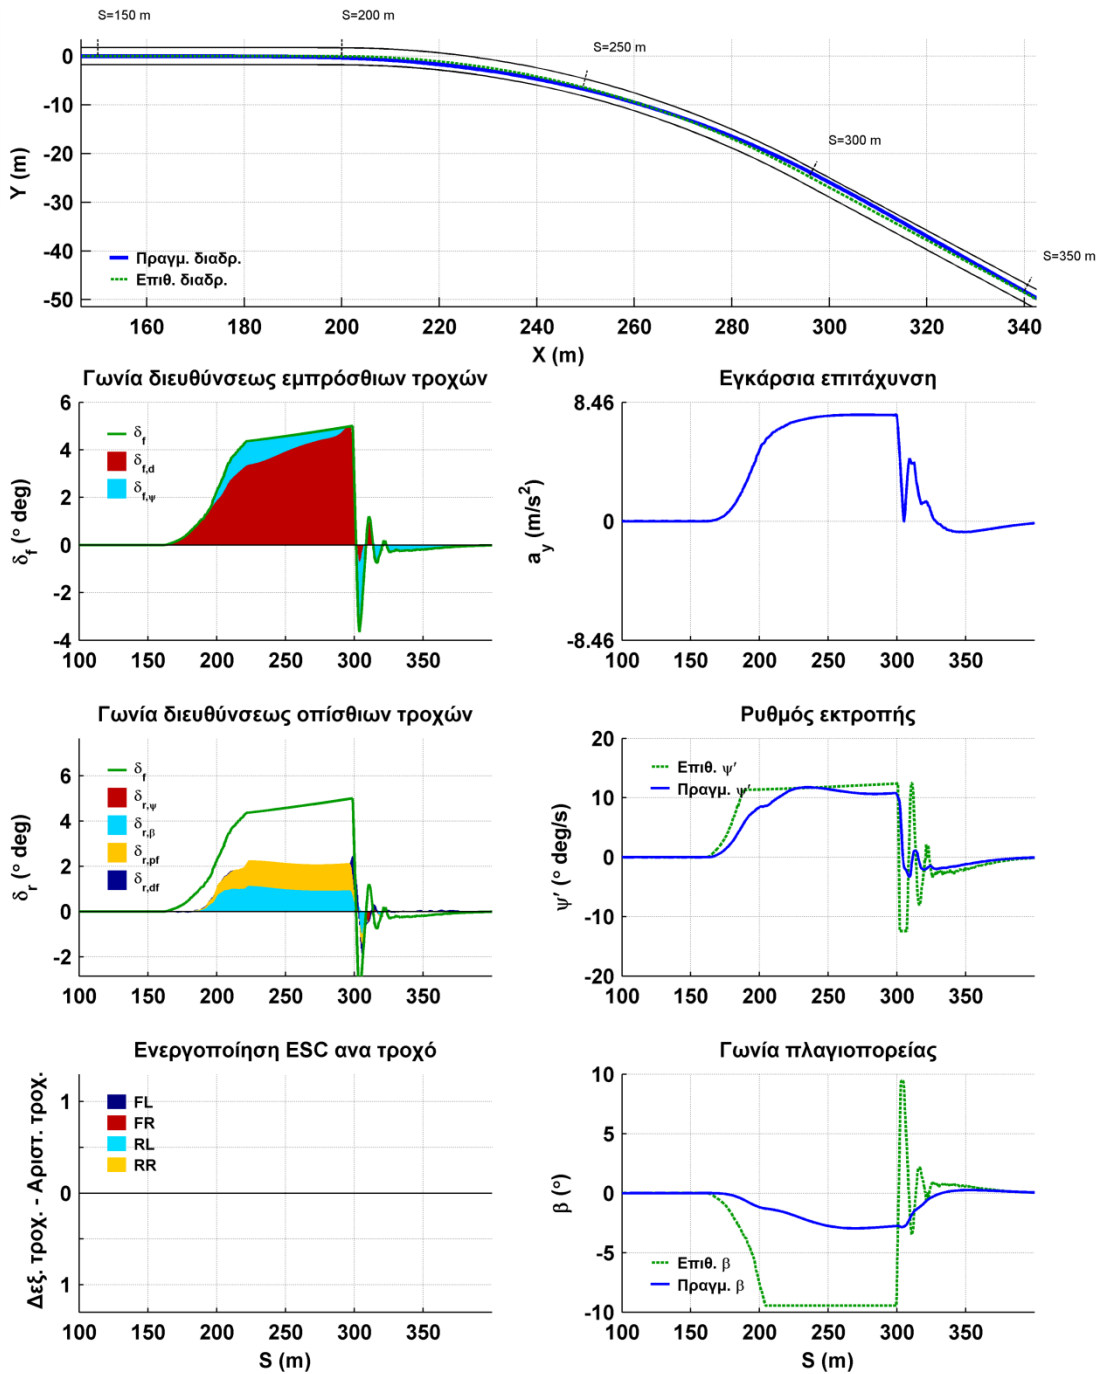 S=150 m
S=200 m
S=250 m
S=300 m
S=350 m
0
-10
-20
-30
-40
-50
Y (m)
Πραγμ. διαδρ.
Επιθ. διαδρ.
160 180 200 220 240 260 280 300 320 340
X (m)
Γωνία διευθύνσεως εμπρόσθιων τροχών
6
4
2
0
-2
-4
δf (° deg)
δf
δf,d
δf,ψ
100 150 200 250 300 350
Εγκάρσια επιτάχυνση
8.46
0
-8.46
ay (m/s²)
100 150 200 250 300 350
Γωνία διευθύνσεως οπίσθιων τροχών
6
4
2
0
-2
δr (° deg)
δf
δr,ψ
δr,β
δr,pf
δr,df
100 150 200 250 300 350
Ρυθμός εκτροπής
20
10
0
-10
-20
ψ' (° deg/s)
Επιθ. ψ'
Πραγμ. ψ'
100 150 200 250 300 350
Ενεργοποίηση ESC ανα τροχό
1
0
1
Δεξ. τροχ. - Αριστ. τροχ.
FL
FR
RL
RR
100 150 200 250 300 350
S (m)
Γωνία πλαγιοπορείας
10
5
0
-5
-10
β (°)
Επιθ. β
Πραγμ. β
100 150 200 250 300 350
S (m)